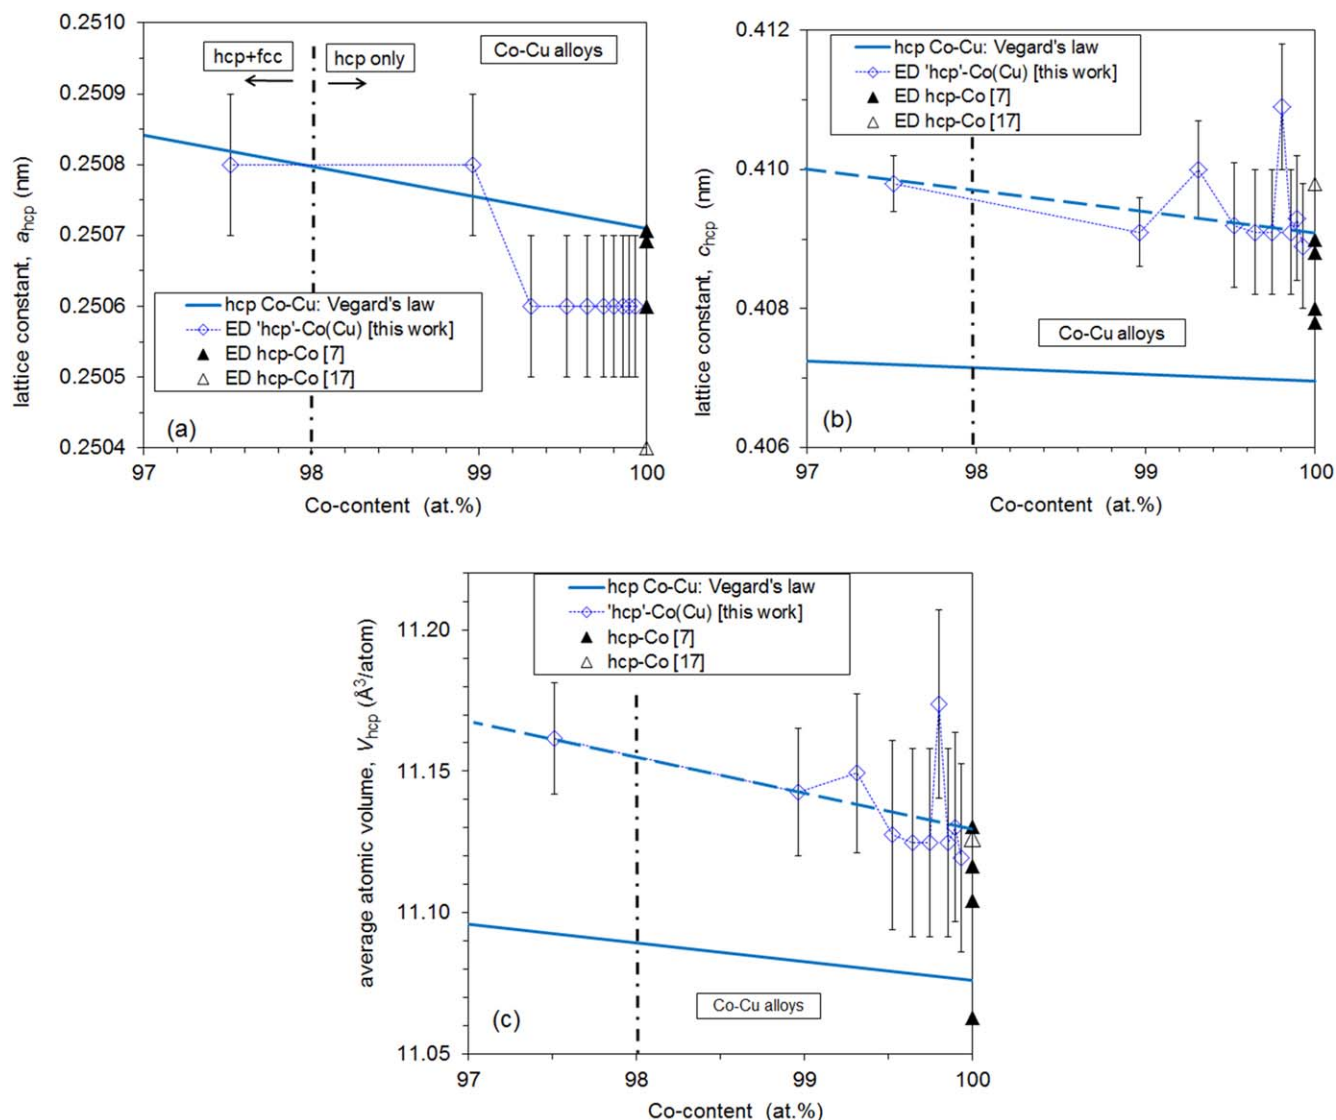 0.2510
0.2509
0.2508
0.2507
0.2506
0.2505
0.2504
lattice constant, a_hcp (nm)
hcp+fcc
hcp only
Co-Cu alloys
hcp Co-Cu: Vegard's law
ED 'hcp'-Co(Cu) [this work]
ED hcp-Co [7]
ED hcp-Co [17]
(a)
97 98 99 100
Co-content (at.%)
0.412
0.410
0.408
0.406
lattice constant, c_hcp (nm)
hcp Co-Cu: Vegard's law
ED 'hcp'-Co(Cu) [this work]
ED hcp-Co [7]
ED hcp-Co [17]
Co-Cu alloys
(b)
97 98 99 100
Co-content (at.%)
11.20
11.15
11.10
11.05
average atomic volume, V_hcp (Å³/atom)
hcp Co-Cu: Vegard's law
'hcp'-Co(Cu) [this work]
hcp-Co [7]
hcp-Co [17]
Co-Cu alloys
(c)
97 98 99 100
Co-content (at.%)